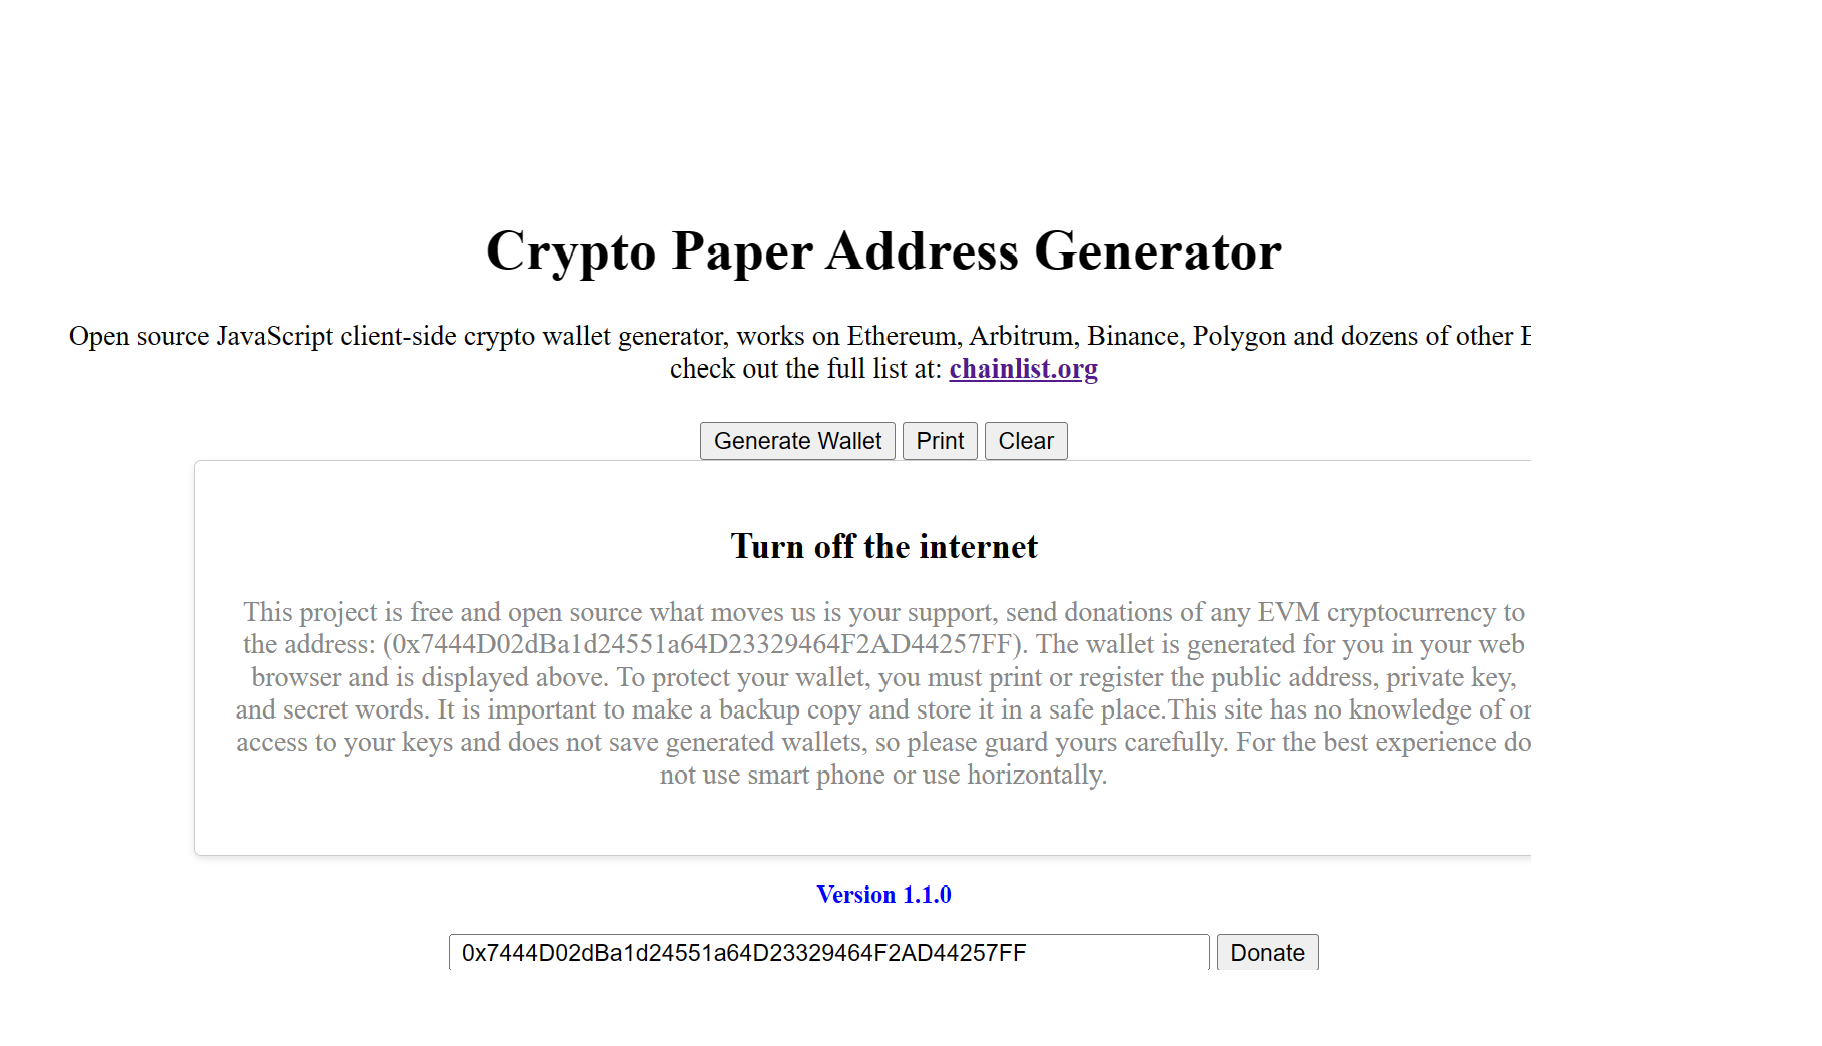 Crypto Paper Address Generator
Open source JavaScript client-side crypto wallet generator, works on Ethereum, Arbitrum, Binance, Polygon and dozens of other E
check out the full list at: chainlist.org
Generate Wallet Print Clear
Turn off the internet
This project is free and open source what moves us is your support, send donations of any EVM cryptocurrency to
the address: (0x7444D02dBa1d24551a64D23329464F2AD44257FF). The wallet is generated for you in your web
browser and is displayed above. To protect your wallet, you must print or register the public address, private key,
and secret words. It is important to make a backup copy and store it in a safe place.This site has no knowledge of or
access to your keys and does not save generated wallets, so please guard yours carefully. For the best experience do
not use smart phone or use horizontally.
Version 1.1.0
0x7444D02dBa1d24551a64D23329464F2AD44257FF Donate